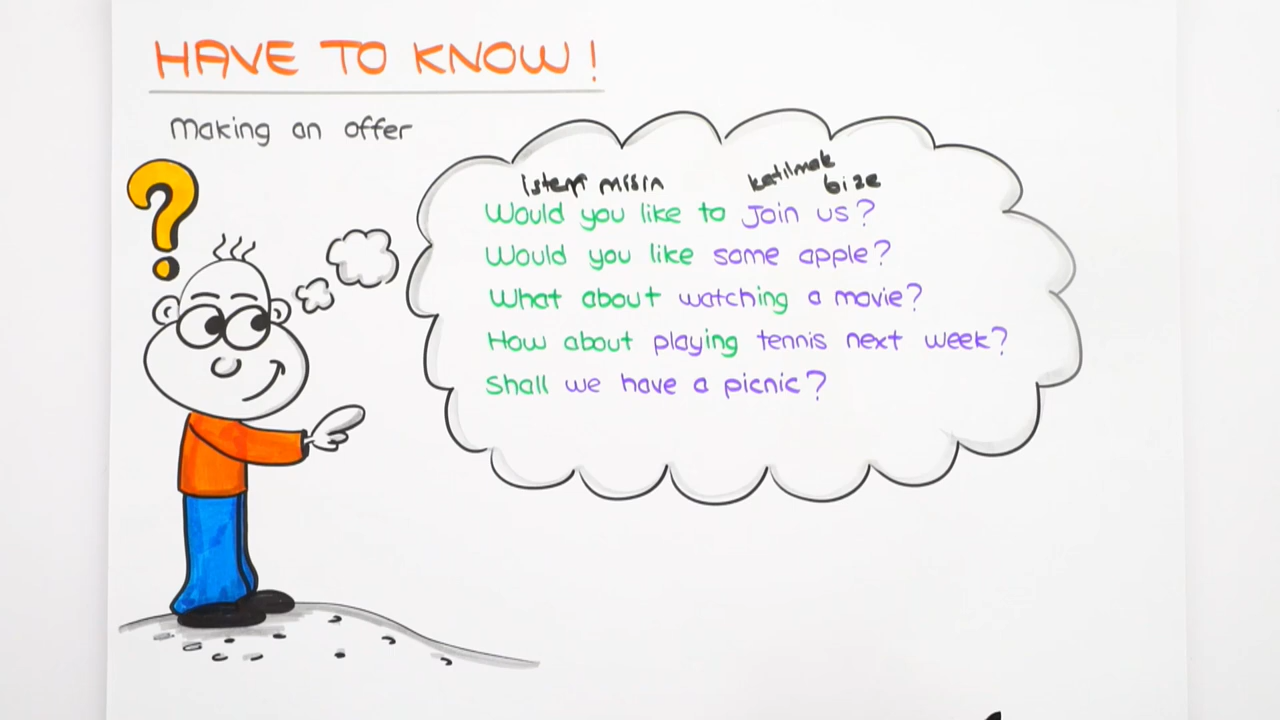 HAVE TO KNOW!
Making an offer
ister misin katılmak
bize
Would you like to Join us?
Would you like some apple?
What about watching a movie?
How about playing tennis next week?
Shall we have a picnic?